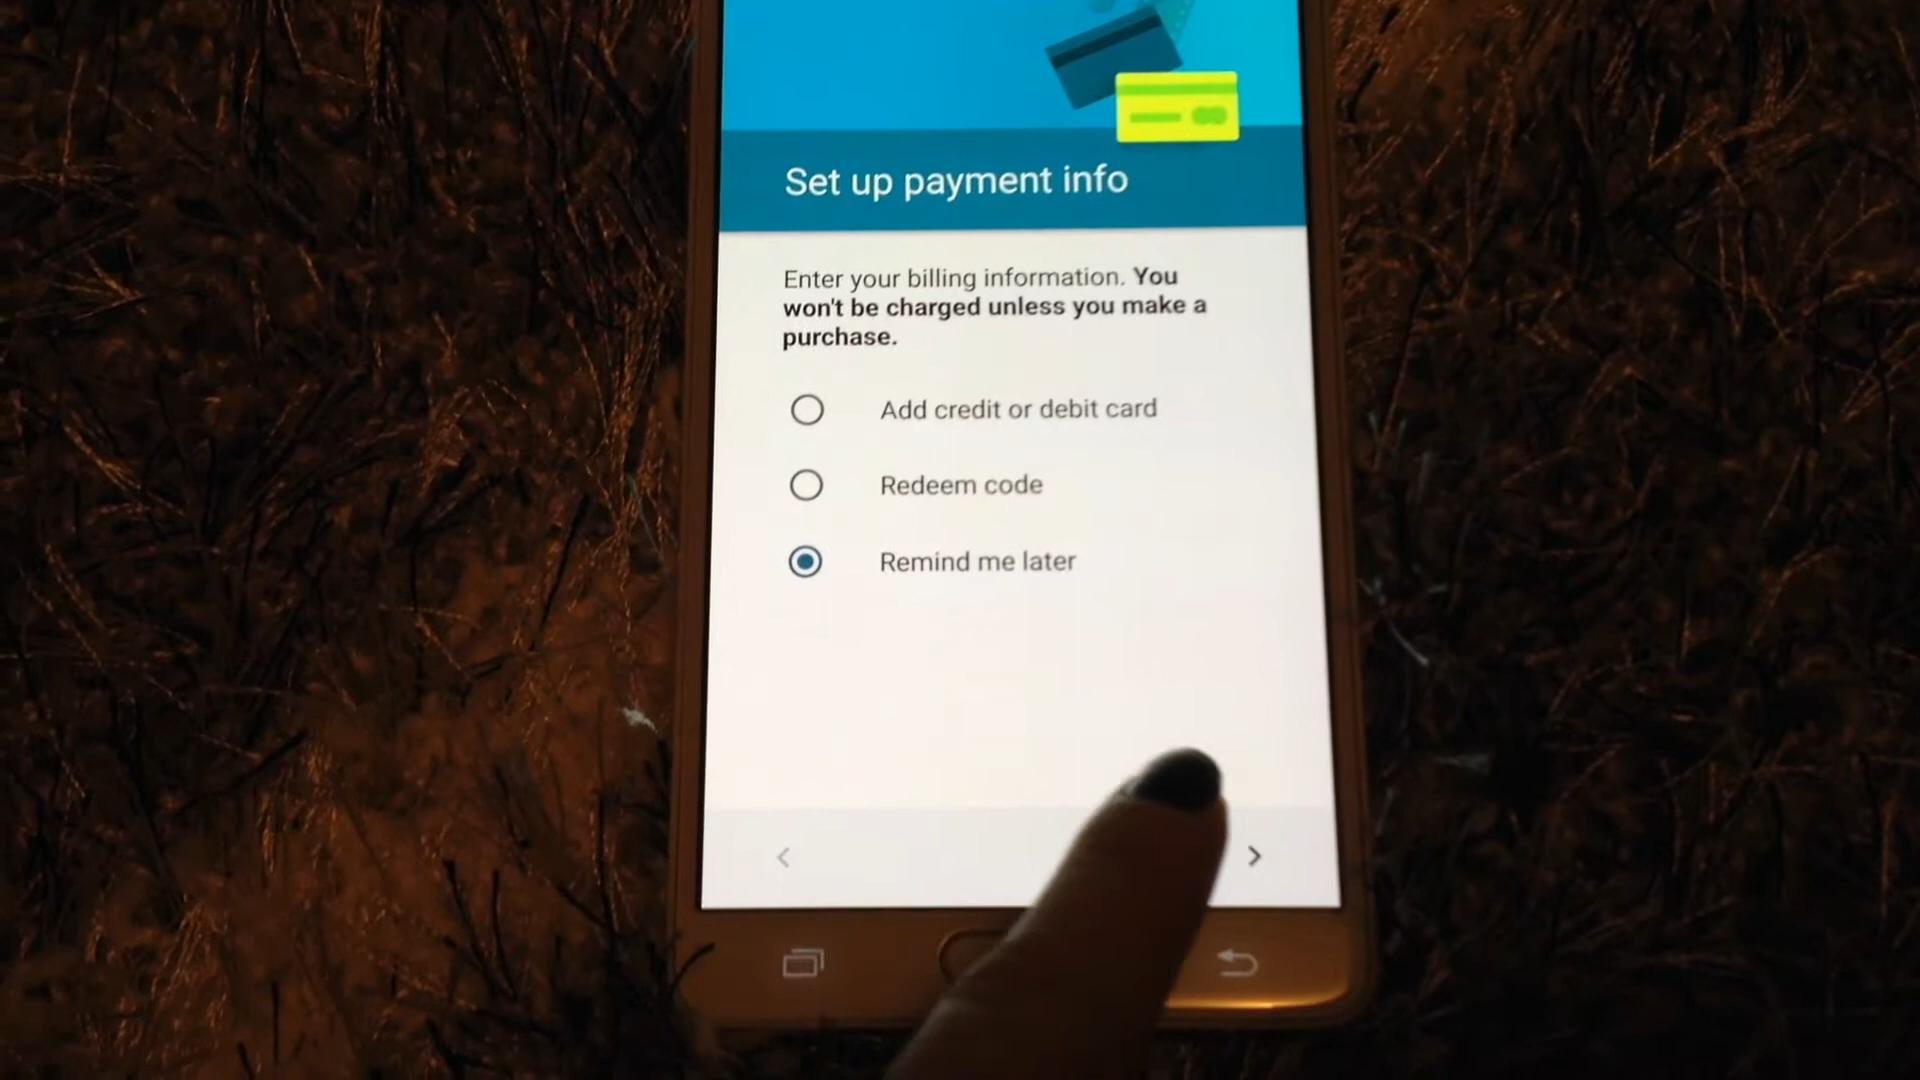 Set up payment info
Enter your billing information. You
won't be charged unless you make a
purchase.
Add credit or debit card
Redeem code
Remind me later